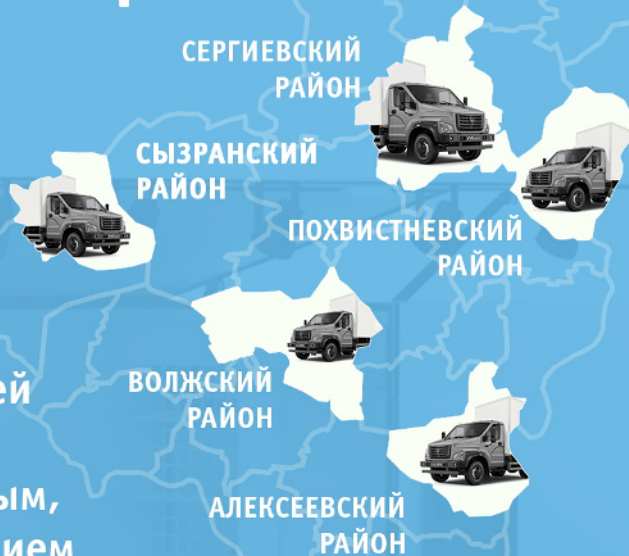 СЕРГИЕВСКИЙ
РАЙОН
СЫЗРАНСКИЙ
РАЙОН
ПОХВИСТНЕВСКИЙ
РАЙОН
ВОЛЖСКИЙ
РАЙОН
АЛЕКСЕЕВСКИЙ
РАЙОН